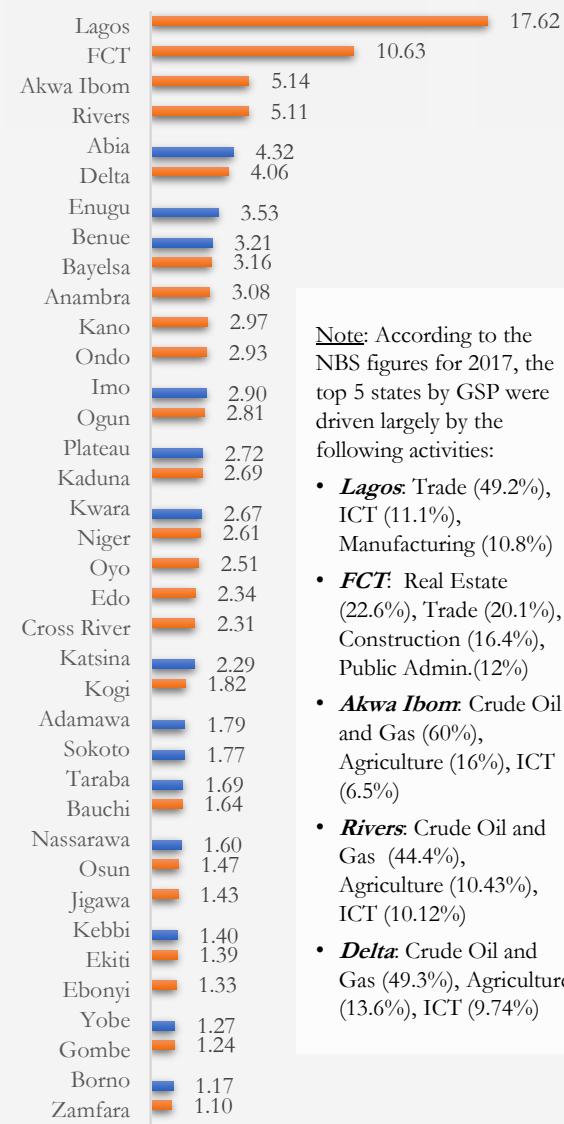 Lagos 17.62
FCT 10.63
Akwa Ibom 5.14
Rivers 5.11
Abia 4.32
Delta 4.06
Enugu 3.53
Benue 3.21
Bayelsa 3.16
Anambra 3.08
Kano 2.97
Ondo 2.93
Imo 2.90
Ogun 2.81
Plateau 2.72
Kaduna 2.69
Kwara 2.67
Niger 2.61
Oyo 2.51
Edo 2.34
Cross River 2.31
Katsina 2.29
Kogi 1.82
Adamawa 1.79
Sokoto 1.77
Taraba 1.69
Bauchi 1.64
Nassarawa 1.60
Osun 1.47
Jigawa 1.43
Kebbi 1.40
Ekiti 1.39
Ebonyi 1.33
Yobe 1.27
Gombe 1.24
Borno 1.17
Zamfara 1.10
Note: According to the
NBS figures for 2017, the
top 5 states by GSP were
driven largely by the
following activities:
• Lagos: Trade (49.2%),
ICT (11.1%),
Manufacturing (10.8%)
• FCT: Real Estate
(22.6%), Trade (20.1%),
Construction (16.4%),
Public Admin.(12%)
• Akwa Ibom: Crude Oil
and Gas (60%),
Agriculture (16%), ICT
(6.5%)
• Rivers: Crude Oil and
Gas (44.4%),
Agriculture (10.43%),
ICT (10.12%)
• Delta: Crude Oil and
Gas (49.3%), Agriculture
(13.6%), ICT (9.74%)